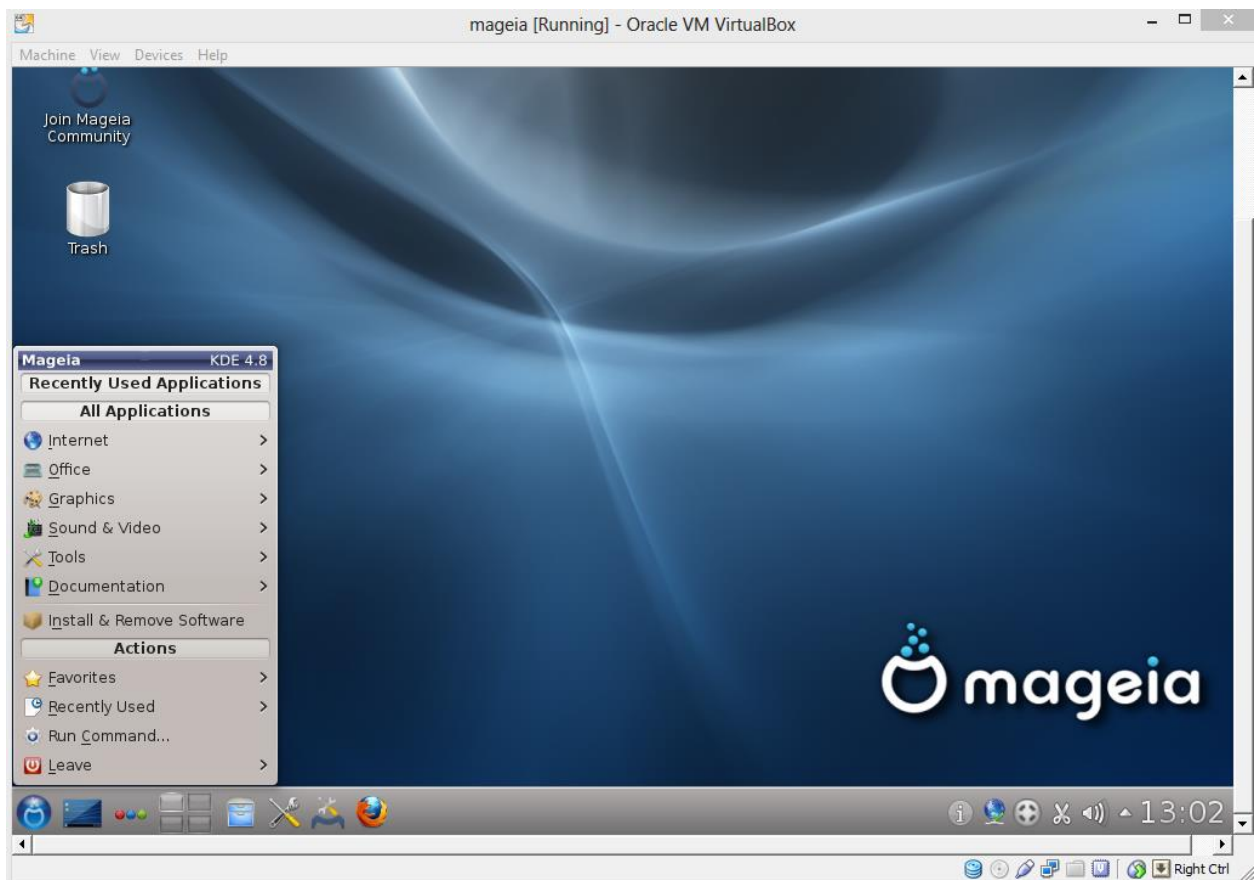 mageia [Running] - Oracle VM VirtualBox
Machine View Devices Help
Join Mageia
Community
Trash
Mageia KDE 4.8
Recently Used Applications
All Applications
Internet
Office
Graphics
Sound & Video
Tools
Documentation
Install & Remove Software
Actions
Favorites
Recently Used
Run Command...
Leave
mageia
13:02
Right Ctrl